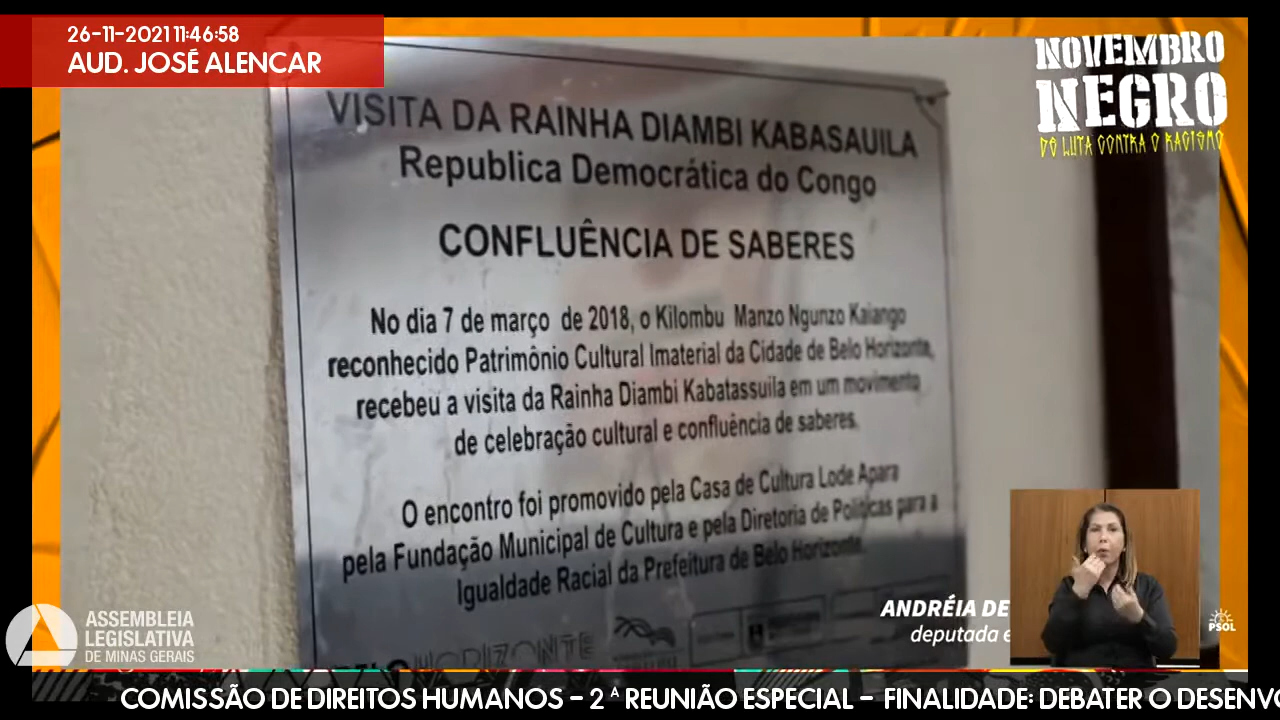 26-11-2021 11:46:58
AUD. JOSÉ ALENCAR
NOVEMBRO
NEGRO
DE LUTA CONTRA O RACISMO
VISITA DA RAINHA DIAMBI KABASAUILA
Republica Democrática do Congo
CONFLUÊNCIA DE SABERES
No dia 7 de março de 2018, o Kilombu Manzo Ngunzo Kaiango
reconhecido Patrimônio Cultural Imaterial da Cidade de Belo Horizonte,
recebeu a visita da Rainha Diambi Kabatassuila em um movimento
de celebração cultural e confluência de saberes.
O encontro foi promovido pela Casa de Cultura Lode Apara
pela Fundação Municipal de Cultura e pela Diretoria de Políticas para a
Igualdade Racial da Prefeitura de Belo Horizonte.
HORIZONTE
ANDRÉIA DE
deputada e
PSOL
ASSEMBLEIA
LEGISLATIVA
DE MINAS GERAIS
COMISSÃO DE DIREITOS HUMANOS - 2ª REUNIÃO ESPECIAL - FINALIDADE: DEBATER O DESENVO